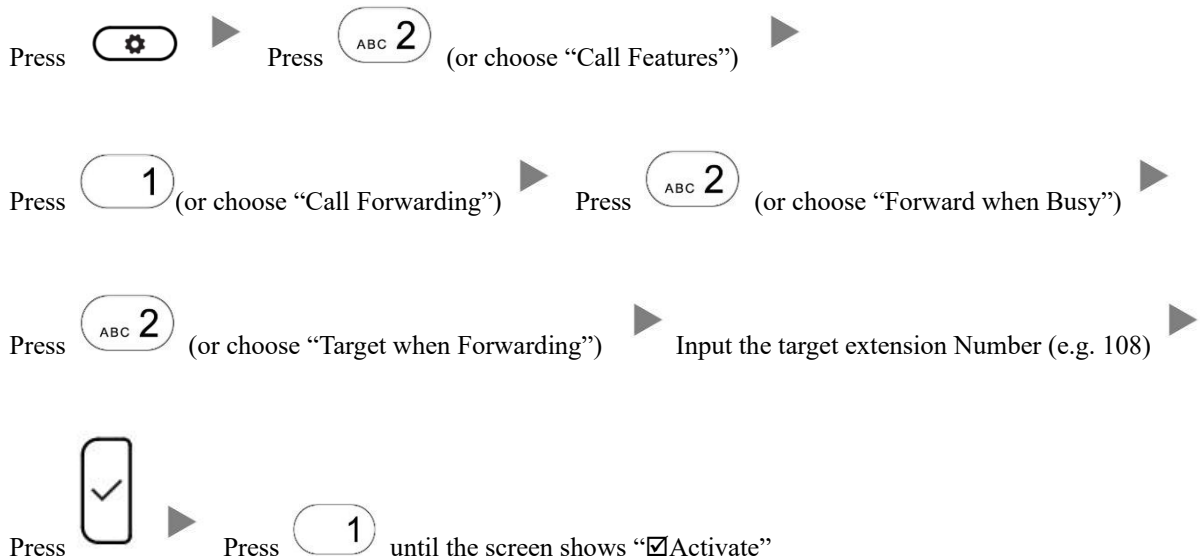 Press ABC 2 Press (or choose “Call Features”)
Press 1 (or choose “Call Forwarding”) Press ABC 2 (or choose “Forward when Busy”)
Press ABC 2 (or choose “Target when Forwarding”) Input the target extension Number (e.g. 108)
Press Press 1 until the screen shows “☑Activate”